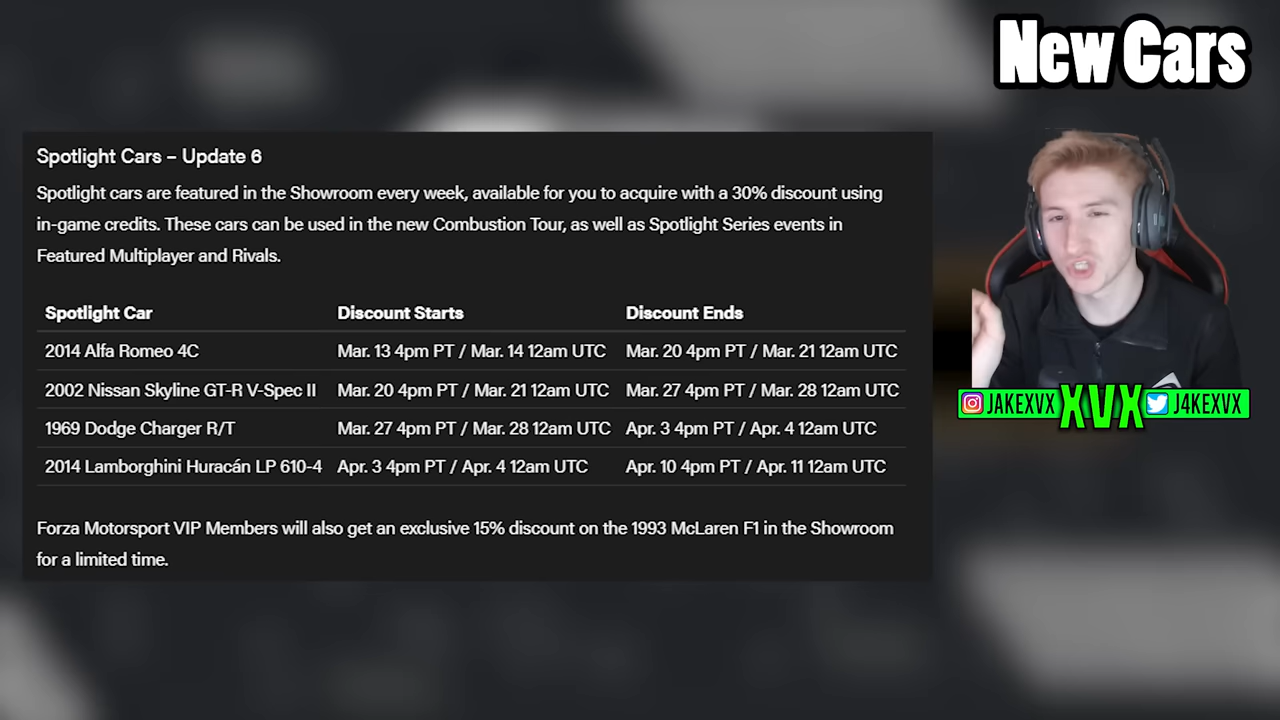 New Cars
Spotlight Cars – Update 6
Spotlight cars are featured in the Showroom every week, available for you to acquire with a 30% discount using
in-game credits. These cars can be used in the new Combustion Tour, as well as Spotlight Series events in
Featured Multiplayer and Rivals.
Spotlight Car Discount Starts Discount Ends
2014 Alfa Romeo 4C Mar. 13 4pm PT / Mar. 14 12am UTC Mar. 20 4pm PT / Mar. 21 12am UTC
2002 Nissan Skyline GT-R V-Spec II Mar. 20 4pm PT / Mar. 21 12am UTC Mar. 27 4pm PT / Mar. 28 12am UTC
1969 Dodge Charger R/T Mar. 27 4pm PT / Mar. 28 12am UTC Apr. 3 4pm PT / Apr. 4 12am UTC
2014 Lamborghini Huracán LP 610-4 Apr. 3 4pm PT / Apr. 4 12am UTC Apr. 10 4pm PT / Apr. 11 12am UTC
Forza Motorsport VIP Members will also get an exclusive 15% discount on the 1993 McLaren F1 in the Showroom
for a limited time.
JAKEXVX XVX J4KEXVX